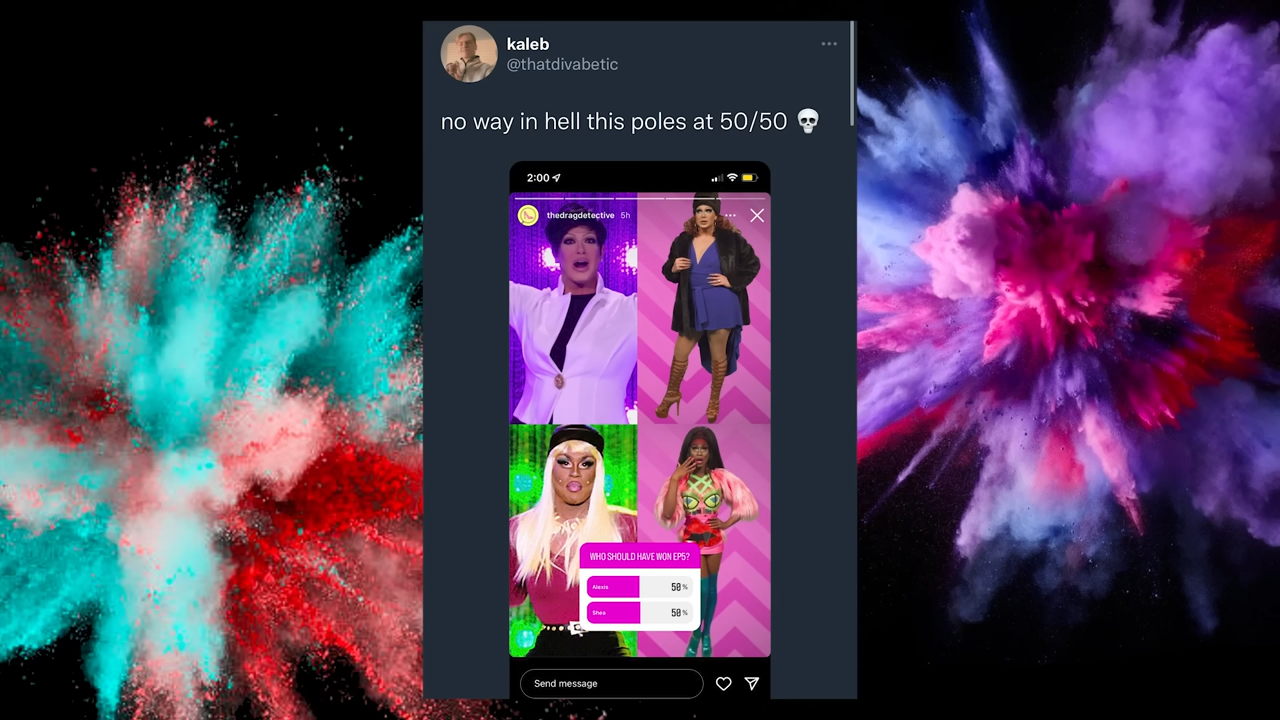 kaleb
@thatdivabetic
no way in hell this poles at 50/50 💀
2:00
thedragdetective 5h
WHO SHOULD HAVE WON EP5?
Alexis 50%
Shea 50%
Send message